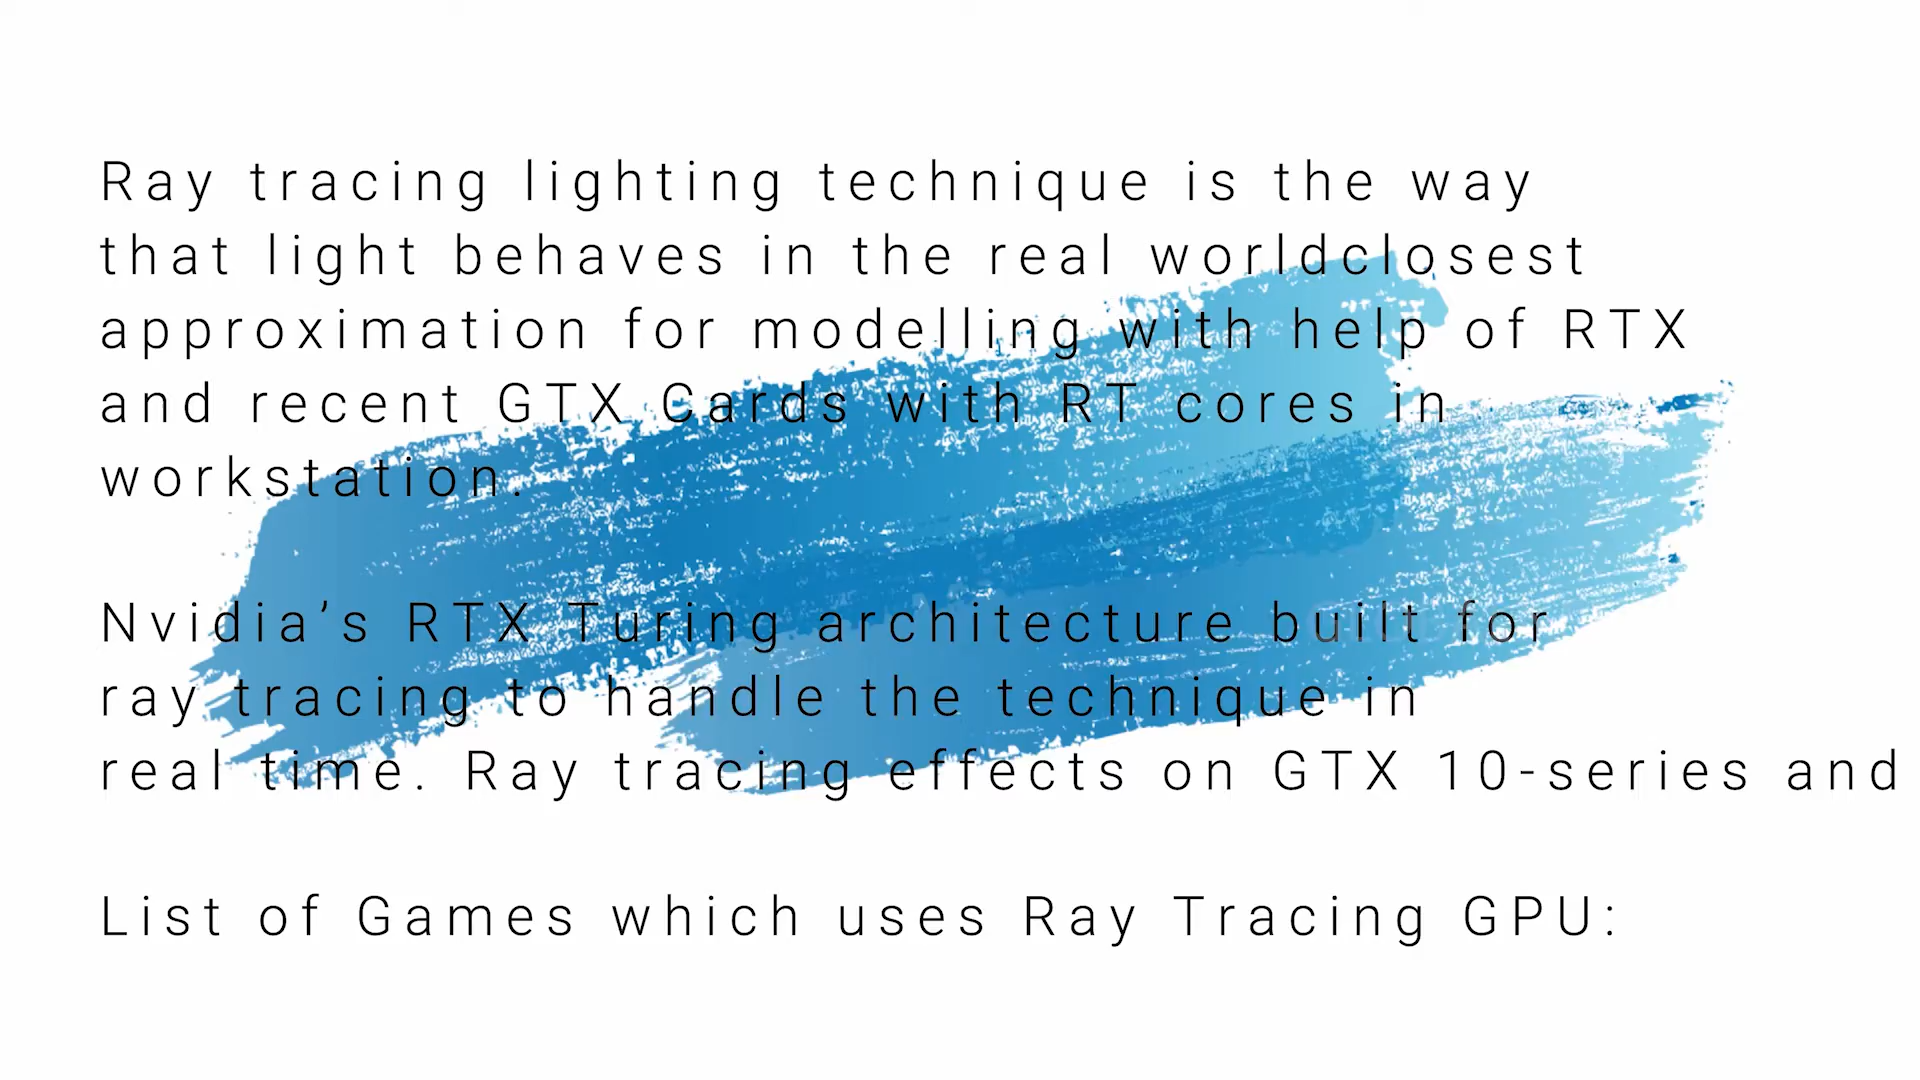 Ray tracing lighting technique is the way
that light behaves in the real worldclosest
approximation for modelling with help of RTX
and recent GTX Cards with RT cores in
workstation.
Nvidia’s RTX Turing architecture built for
ray tracing to handle the technique in
real time. Ray tracing effects on GTX 10-series and
List of Games which uses Ray Tracing GPU: